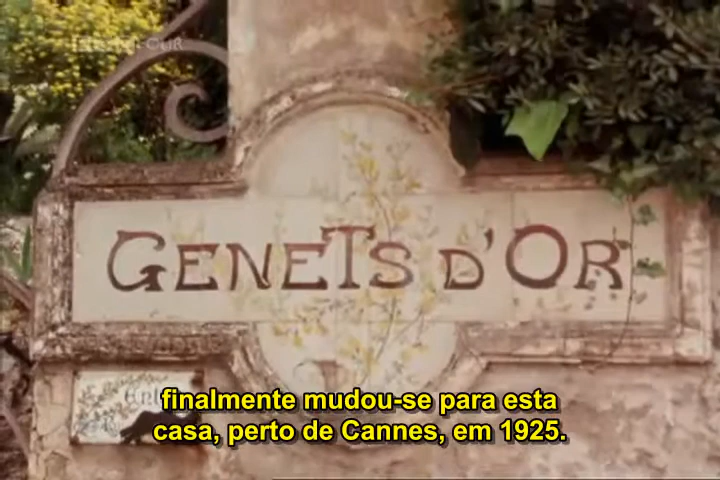 GENETS D'OR
finalmente mudou-se para esta
casa, perto de Cannes, em 1925.